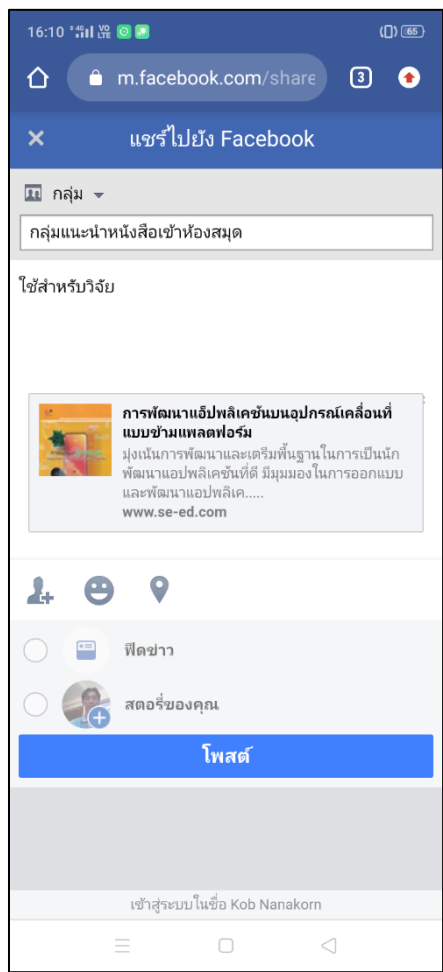 16:10
m.facebook.com/share
3
แชร์ไปยัง Facebook
กลุ่ม
กลุ่มแนะนำหนังสือเข้าห้องสมุด
ใช้สำหรับวิจัย
การพัฒนาแอ็ปพลิเคชันบนอุปกรณ์เคลื่อนที่
แบบข้ามแพลตฟอร์ม
มุ่งเน้นการพัฒนาและเตรีมพื้นฐานในการเป็นนัก
พัฒนาแอปพลิเคชันที่ดี มีมุมมองในการออกแบบ
และพัฒนาแอปพลิเค.....
www.se-ed.com
ฟีดข่าว
สตอรี่ของคุณ
โพสต์
เข้าสู่ระบบในชื่อ Kob Nanakorn